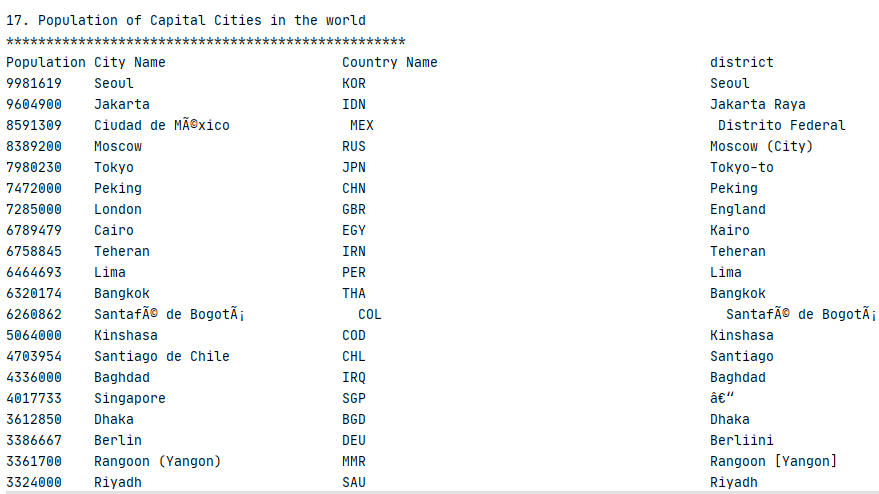 17. Population of Capital Cities in the world
**************************************************
Population City Name Country Name district
9981619 Seoul KOR Seoul
9604900 Jakarta IDN Jakarta Raya
8591309 Ciudad de MÃ©xico MEX Distrito Federal
8389200 Moscow RUS Moscow (City)
7980230 Tokyo JPN Tokyo-to
7472000 Peking CHN Peking
7285000 London GBR England
6789479 Cairo EGY Kairo
6758845 Teheran IRN Teheran
6464693 Lima PER Lima
6320174 Bangkok THA Bangkok
6260862 SantafÃ© de BogotÃ¡ COL SantafÃ© de BogotÃ¡
5064000 Kinshasa COD Kinshasa
4703954 Santiago de Chile CHL Santiago
4336000 Baghdad IRQ Baghdad
4017733 Singapore SGP â€“
3612850 Dhaka BGD Dhaka
3386667 Berlin DEU Berliini
3361700 Rangoon (Yangon) MMR Rangoon [Yangon]
3324000 Riyadh SAU Riyadh